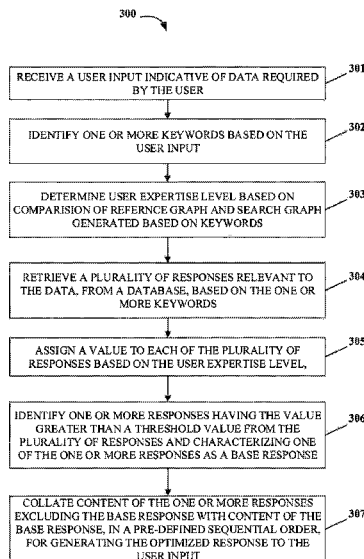 300
RECEIVE A USER INPUT INDICATIVE OF DATA REQUIRED
BY THE USER
301
IDENTIFY ONE OR MORE KEYWORDS BASED ON THE
USER INPUT
302
DETERMINE USER EXPERTISE LEVEL BASED ON
COMPARISION OF REFERNCE GRAPH AND SEARCH GRAPH
GENERATED BASED ON KEYWORDS
303
RETRIEVE A PLURALITY OF RESPONSES RELEVANT TO
THE DATA, FROM A DATABASE, BASED ON THE ONE OR
MORE KEYWORDS
304
ASSIGN A VALUE TO EACH OF THE PLURALITY OF
RESPONSES BASED ON THE USER EXPERTISE LEVEL,
305
IDENTIFY ONE OR MORE RESPONSES HAVING THE VALUE
GREATER THAN A THRESHOLD VALUE FROM THE
PLURALITY OF RESPONSES AND CHARACTERIZING ONE
OF THE ONE OR MORE RESPONSES AS A BASE RESPONSE
306
COLLATE CONTENT OF THE ONE OR MORE RESPONSES
EXCLUDING THE BASE RESPONSE WITH CONTENT OF THE
BASE RESPONSE, IN A PRE-DEFINED SEQUENTIAL ORDER,
FOR GENERATING THE OPTIMIZED RESPONSE TO THE
USER INPUT
307